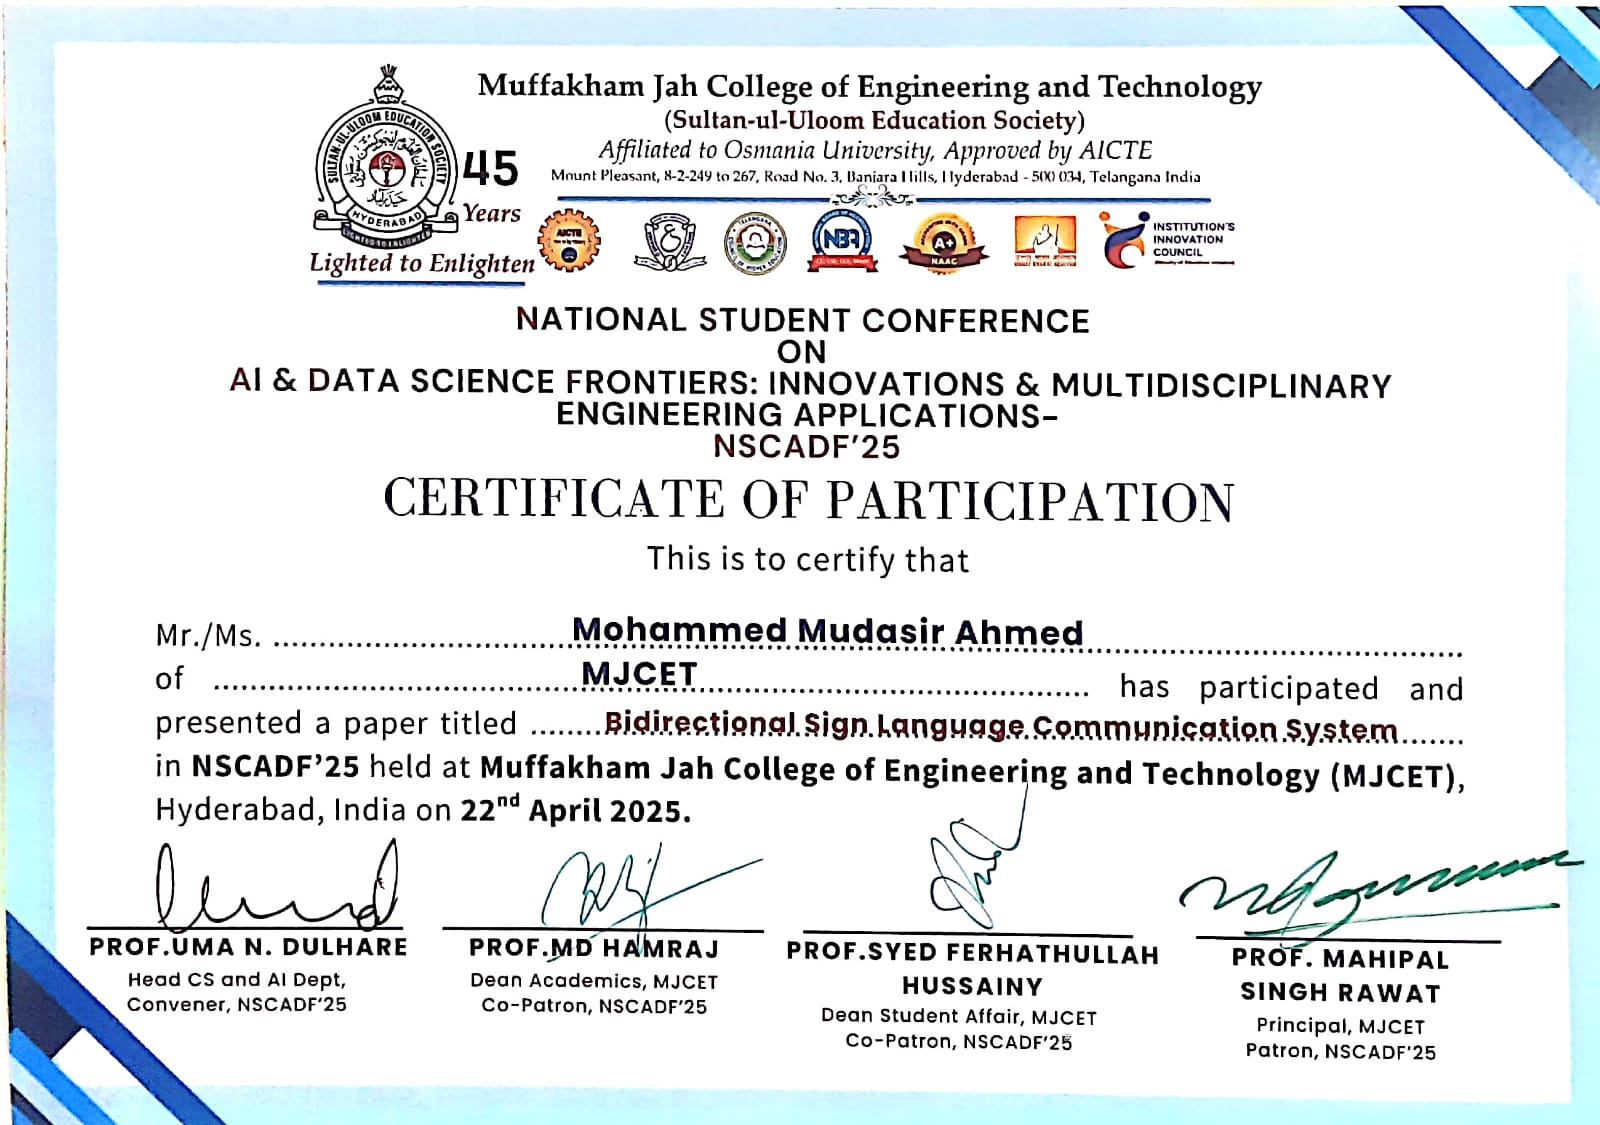 Muffakham Jah College of Engineering and Technology
(Sultan-ul-Uloom Education Society)
Affiliated to Osmania University, Approved by AICTE
Mount Pleasant, 8-2-249 to 267, Road No. 3, Banjara Hills, Hyderabad - 500 034, Telangana India
SULTAN-UL-ULOOM EDUCATION SOCIETY
HYDERABAD
LIGHTED TO ENLIGHTEN
45
Years
Lighted to Enlighten
AICTE
NBA
A+
NAAC
INSTITUTION'S
INNOVATION
COUNCIL
NATIONAL STUDENT CONFERENCE
ON
AI & DATA SCIENCE FRONTIERS: INNOVATIONS & MULTIDISCIPLINARY
ENGINEERING APPLICATIONS-
NSCADF'25
CERTIFICATE OF PARTICIPATION
This is to certify that
Mr./Ms. Mohammed Mudasir Ahmed
of MJCET has participated and
presented a paper titled Bidirectional Sign Language Communication System
in NSCADF'25 held at Muffakham Jah College of Engineering and Technology (MJCET),
Hyderabad, India on 22nd April 2025.
PROF.UMA N. DULHARE
Head CS and AI Dept,
Convener, NSCADF'25
PROF.MD HAMRAJ
Dean Academics, MJCET
Co-Patron, NSCADF'25
PROF.SYED FERHATHULLAH
HUSSAINY
Dean Student Affair, MJCET
Co-Patron, NSCADF'25
PROF. MAHIPAL
SINGH RAWAT
Principal, MJCET
Patron, NSCADF'25